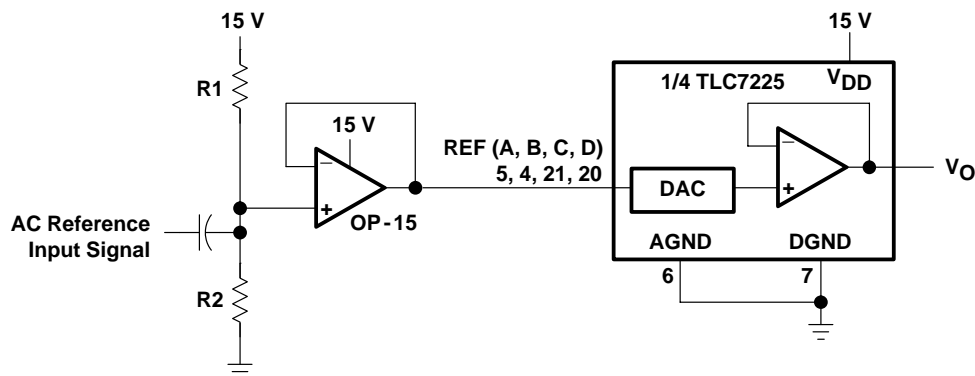 15 V
R1
AC Reference
Input Signal
R2
15 V
−
+
OP-15
REF (A, B, C, D)
5, 4, 21, 20
15 V
VDD
1/4 TLC7225
DAC
−
+
VO
AGND
DGND
6
7